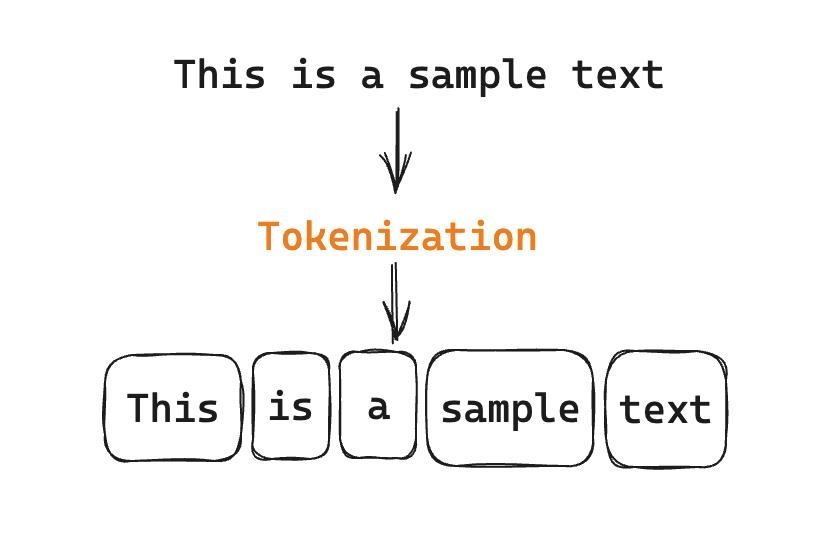 This is a sample text
Tokenization
This is a sample text